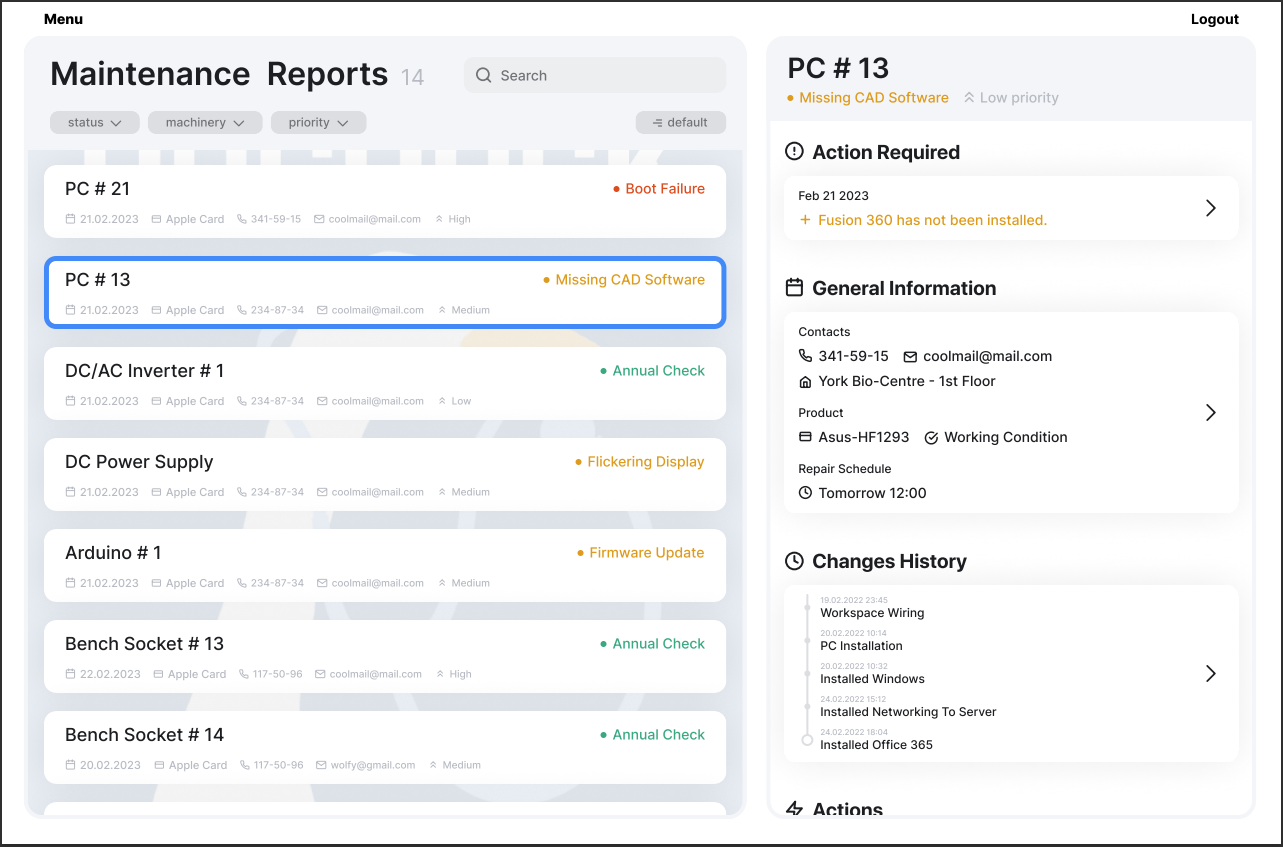 Menu
Logout
Maintenance Reports 14
Search
status
machinery
priority
default
PC # 21
Boot Failure
21.02.2023 Apple Card 341-59-15 coolmail@mail.com High
PC # 13
Missing CAD Software
21.02.2023 Apple Card 234-87-34 coolmail@mail.com Medium
DC/AC Inverter # 1
Annual Check
21.02.2023 Apple Card 234-87-34 coolmail@mail.com Low
DC Power Supply
Flickering Display
21.02.2023 Apple Card 234-87-34 coolmail@mail.com Medium
Arduino # 1
Firmware Update
21.02.2023 Apple Card 234-87-34 coolmail@mail.com Medium
Bench Socket # 13
Annual Check
22.02.2023 Apple Card 117-50-96 coolmail@mail.com High
Bench Socket # 14
Annual Check
20.02.2023 Apple Card 117-50-96 wolfy@gmail.com Medium
PC # 13
Missing CAD Software Low priority
Action Required
Feb 21 2023
+ Fusion 360 has not been installed.
General Information
Contacts
341-59-15 coolmail@mail.com
York Bio-Centre - 1st Floor
Product
Asus-HF1293 Working Condition
Repair Schedule
Tomorrow 12:00
Changes History
19.02.2022 23:45
Workspace Wiring
20.02.2022 10:14
PC Installation
20.02.2022 10:32
Installed Windows
24.02.2022 15:12
Installed Networking To Server
24.02.2022 18:04
Installed Office 365
Actions